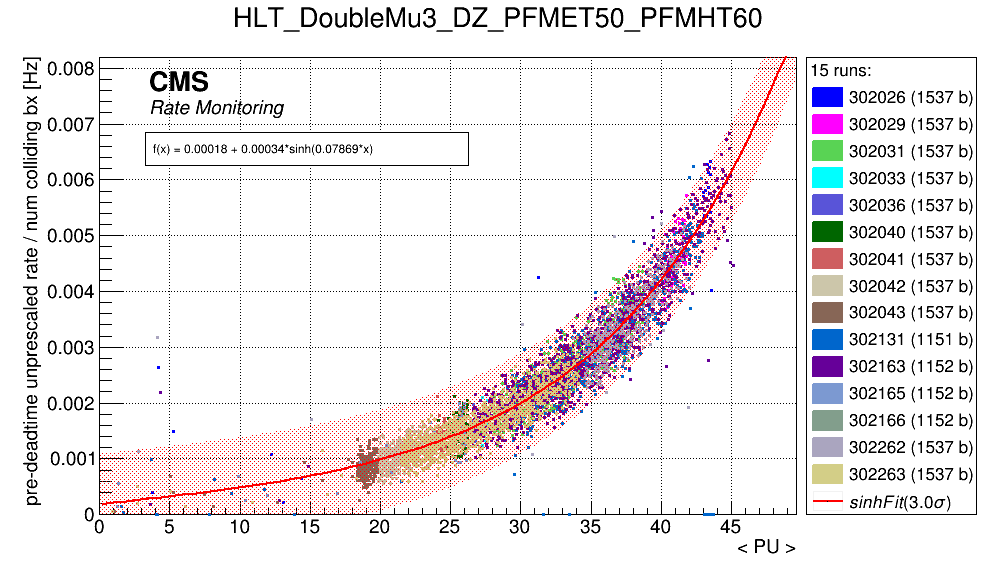 HLT_DoubleMu3_DZ_PFMET50_PFMHT60
pre-deadtime unprescaled rate / num colliding bx [Hz]
0.008
0.007
0.006
0.005
0.004
0.003
0.002
0.001
0
CMS
Rate Monitoring
f(x) = 0.00018 + 0.00034*sinh(0.07869*x)
0 5 10 15 20 25 30 35 40 45
< PU >
15 runs:
302026 (1537 b)
302029 (1537 b)
302031 (1537 b)
302033 (1537 b)
302036 (1537 b)
302040 (1537 b)
302041 (1537 b)
302042 (1537 b)
302043 (1537 b)
302131 (1151 b)
302163 (1152 b)
302165 (1152 b)
302166 (1152 b)
302262 (1537 b)
302263 (1537 b)
sinhFit(3.0σ)